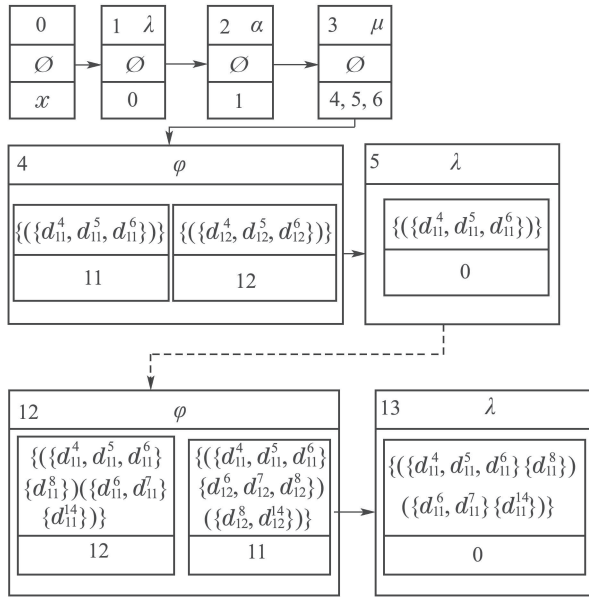 0
1 λ
2 α
3 μ
Ø
Ø
Ø
Ø
x
0
1
4, 5, 6
4 φ
5 λ
{({d₁₁⁴, d₁₁⁵, d₁₁⁶})}
{({d₁₂⁴, d₁₂⁵, d₁₂⁶})}
{({d₁₁⁴, d₁₁⁵, d₁₁⁶})}
11
12
0
12 φ
13 λ
{({d₁₁⁴, d₁₁⁵, d₁₁⁶}
{d₁₁⁸})({d₁₁⁶, d₁₁⁷}
{d₁₁¹⁴})}
12
{({d₁₁⁴, d₁₁⁵, d₁₁⁶}
{d₁₂⁶, d₁₂⁷, d₁₂⁸})
({d₁₂⁸, d₁₂¹⁴})}
11
{({d₁₁⁴, d₁₁⁵, d₁₁⁶}{d₁₁⁸})
({d₁₁⁶, d₁₁⁷}{d₁₁¹⁴})}
0